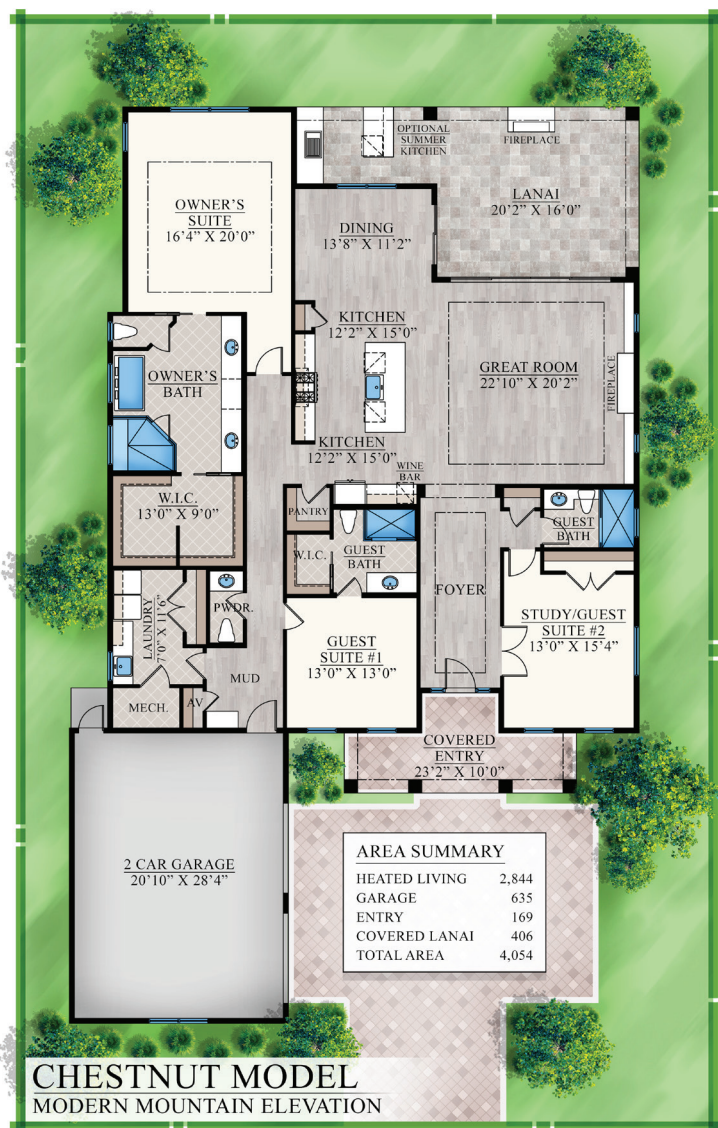 OPTIONAL
SUMMER
KITCHEN
FIREPLACE
OWNER'S
SUITE
16'4" X 20'0"
LANAI
20'2" X 16'0"
DINING
13'8" X 11'2"
KITCHEN
12'2" X 15'0"
OWNER'S
BATH
GREAT ROOM
22'10" X 20'2"
FIREPLACE
KITCHEN
12'2" X 15'0"
WINE
BAR
W.I.C.
13'0" X 9'0"
PANTRY
W.I.C.
GUEST
BATH
GUEST
BATH
FOYER
LAUNDRY
7'0" X 11'6"
PWDR.
GUEST
SUITE #1
13'0" X 13'0"
STUDY/GUEST
SUITE #2
13'0" X 15'4"
MUD
MECH.
AV
COVERED
ENTRY
23'2" X 10'0"
2 CAR GARAGE
20'10" X 28'4"
AREA SUMMARY
HEATED LIVING 2,844
GARAGE 635
ENTRY 169
COVERED LANAI 406
TOTAL AREA 4,054
CHESTNUT MODEL
MODERN MOUNTAIN ELEVATION